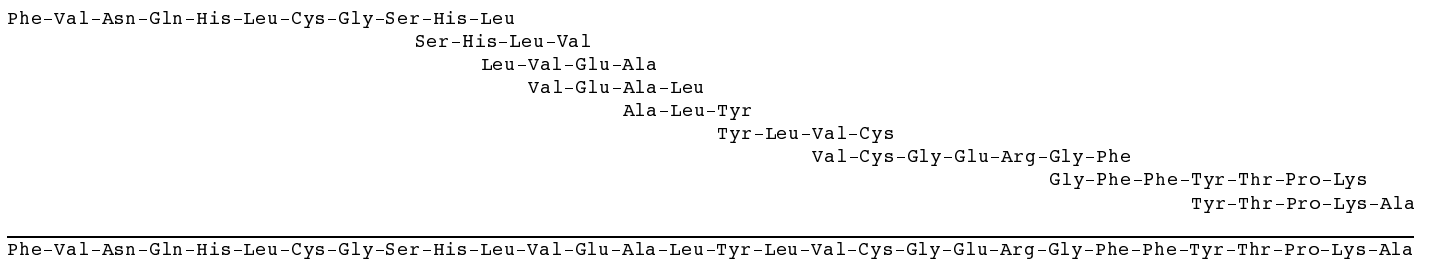 Phe-Val-Asn-Gln-His-Leu-Cys-Gly-Ser-His-Leu
Ser-His-Leu-Val
Leu-Val-Glu-Ala
Val-Glu-Ala-Leu
Ala-Leu-Tyr
Tyr-Leu-Val-Cys
Val-Cys-Gly-Glu-Arg-Gly-Phe
Gly-Phe-Phe-Tyr-Thr-Pro-Lys
Tyr-Thr-Pro-Lys-Ala
Phe-Val-Asn-Gln-His-Leu-Cys-Gly-Ser-His-Leu-Val-Glu-Ala-Leu-Tyr-Leu-Val-Cys-Gly-Glu-Arg-Gly-Phe-Phe-Tyr-Thr-Pro-Lys-Ala